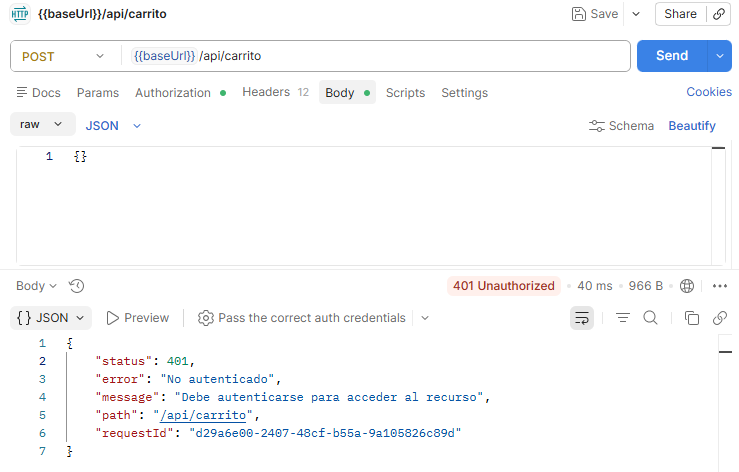 HTTP {{baseUrl}}/api/carrito Save Share
POST {{baseUrl}} /api/carrito Send
Docs Params Authorization Headers 12 Body Scripts Settings Cookies
raw JSON Schema Beautify
1 {}
Body 401 Unauthorized • 40 ms • 966 B
{} JSON Preview Pass the correct auth credentials
1 {
2 "status": 401,
3 "error": "No autenticado",
4 "message": "Debe autenticarse para acceder al recurso",
5 "path": "/api/carrito",
6 "requestId": "d29a6e00-2407-48cf-b55a-9a105826c89d"
7 }